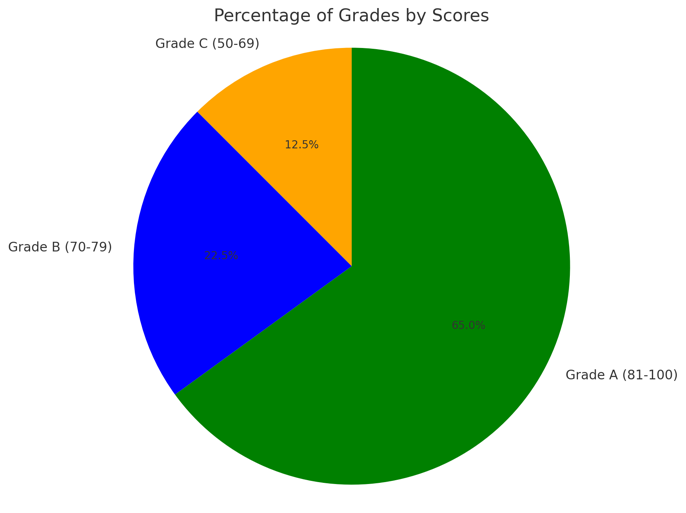 Percentage of Grades by Scores
Grade C (50-69)
12.5%
Grade B (70-79)
22.5%
65.0%
Grade A (81-100)